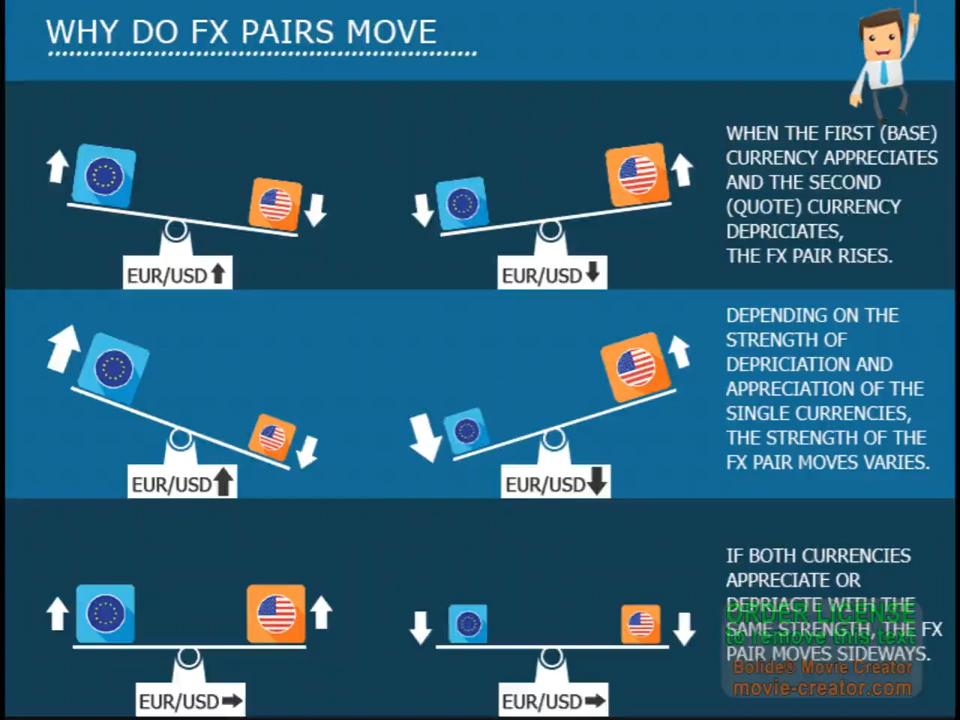 WHY DO FX PAIRS MOVE
EUR/USD
EUR/USD
WHEN THE FIRST (BASE)
CURRENCY APPRECIATES
AND THE SECOND
(QUOTE) CURRENCY
DEPRICIATES,
THE FX PAIR RISES.
EUR/USD
EUR/USD
DEPENDING ON THE
STRENGTH OF
DEPRICIATION AND
APPRECIATION OF THE
SINGLE CURRENCIES,
THE STRENGTH OF THE
FX PAIR MOVES VARIES.
EUR/USD
EUR/USD
IF BOTH CURRENCIES
APPRECIATE OR
DEPRIACTE WITH THE
SAME STRENGTH, THE FX
PAIR MOVES SIDEWAYS.
ORDER LICENSE
to remove this text
Bolide® Movie Creator
movie-creator.com